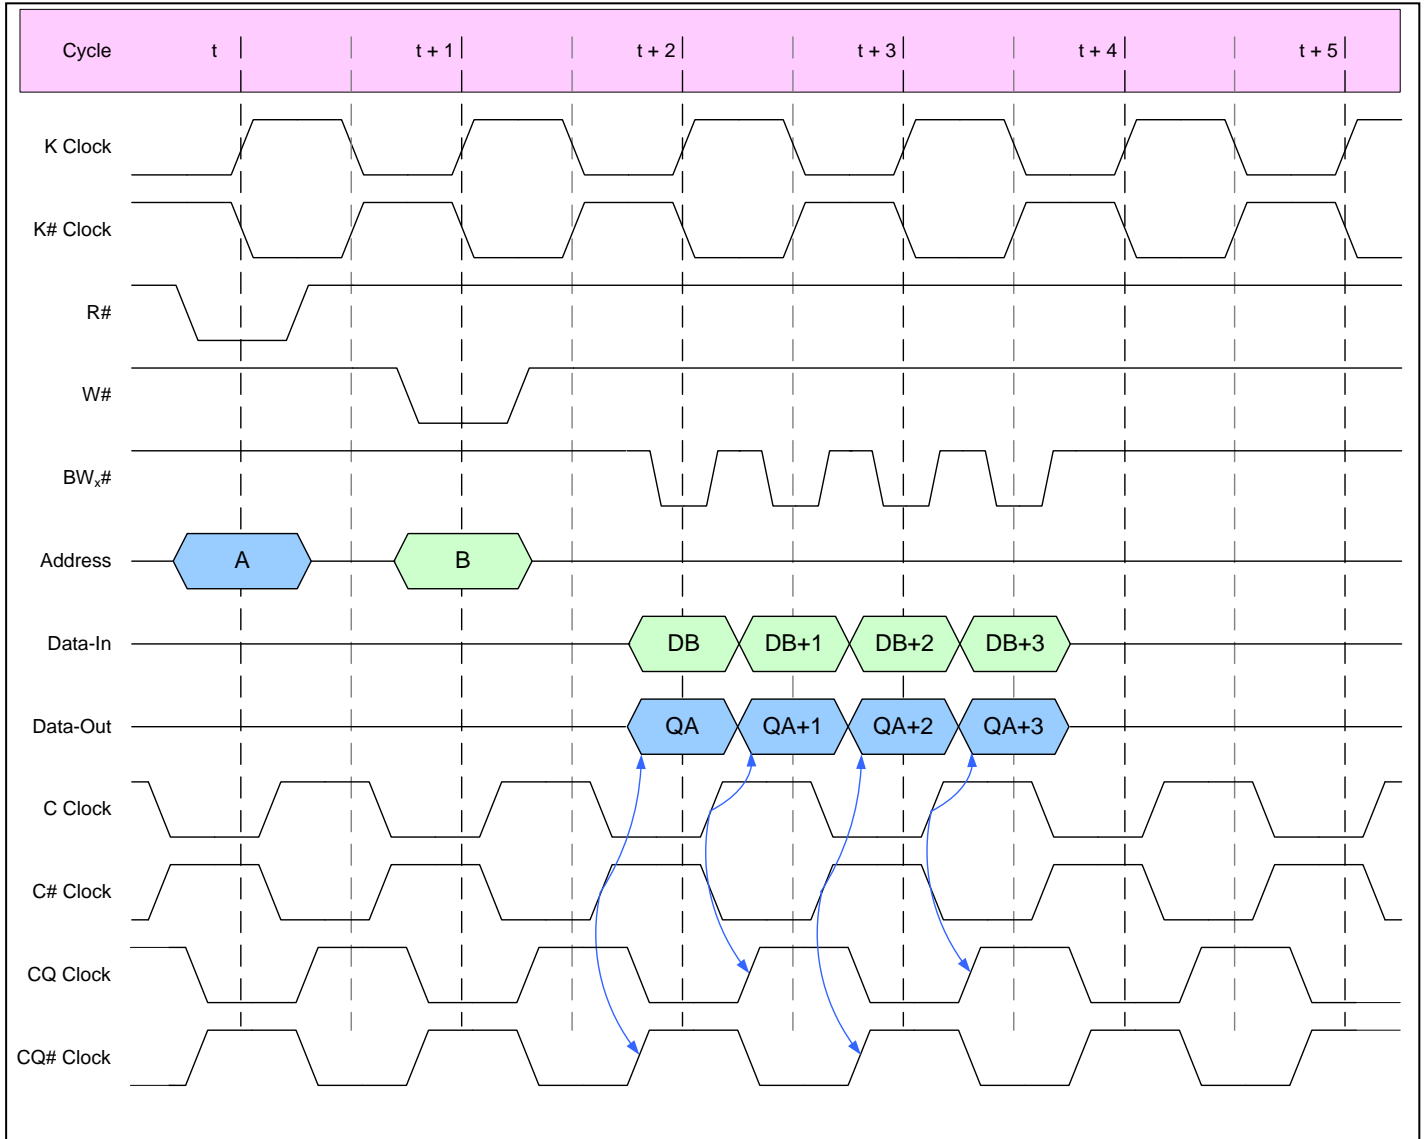 Cycle t t + 1 t + 2 t + 3 t + 4 t + 5
K Clock
K# Clock
R#
W#
BWx#
Address A B
Data-In DB DB+1 DB+2 DB+3
Data-Out QA QA+1 QA+2 QA+3
C Clock
C# Clock
CQ Clock
CQ# Clock